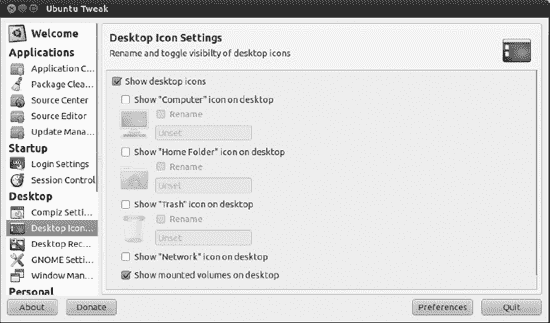 Ubuntu Tweak
Welcome
Applications
Application C...
Package Clea...
Source Center
Source Editor
Update Mana...
Startup
Login Settings
Session Control
Desktop
Compiz Setti...
Desktop Icon...
Desktop Rec...
GNOME Setti...
Window Man...
Personal
Desktop Icon Settings
Rename and toggle visibilty of desktop icons
Show desktop icons
Show "Computer" icon on desktop
Rename
Unset
Show "Home Folder" icon on desktop
Rename
Unset
Show "Trash" icon on desktop
Rename
Unset
Show "Network" icon on desktop
Show mounted volumes on desktop
About
Donate
Preferences
Quit